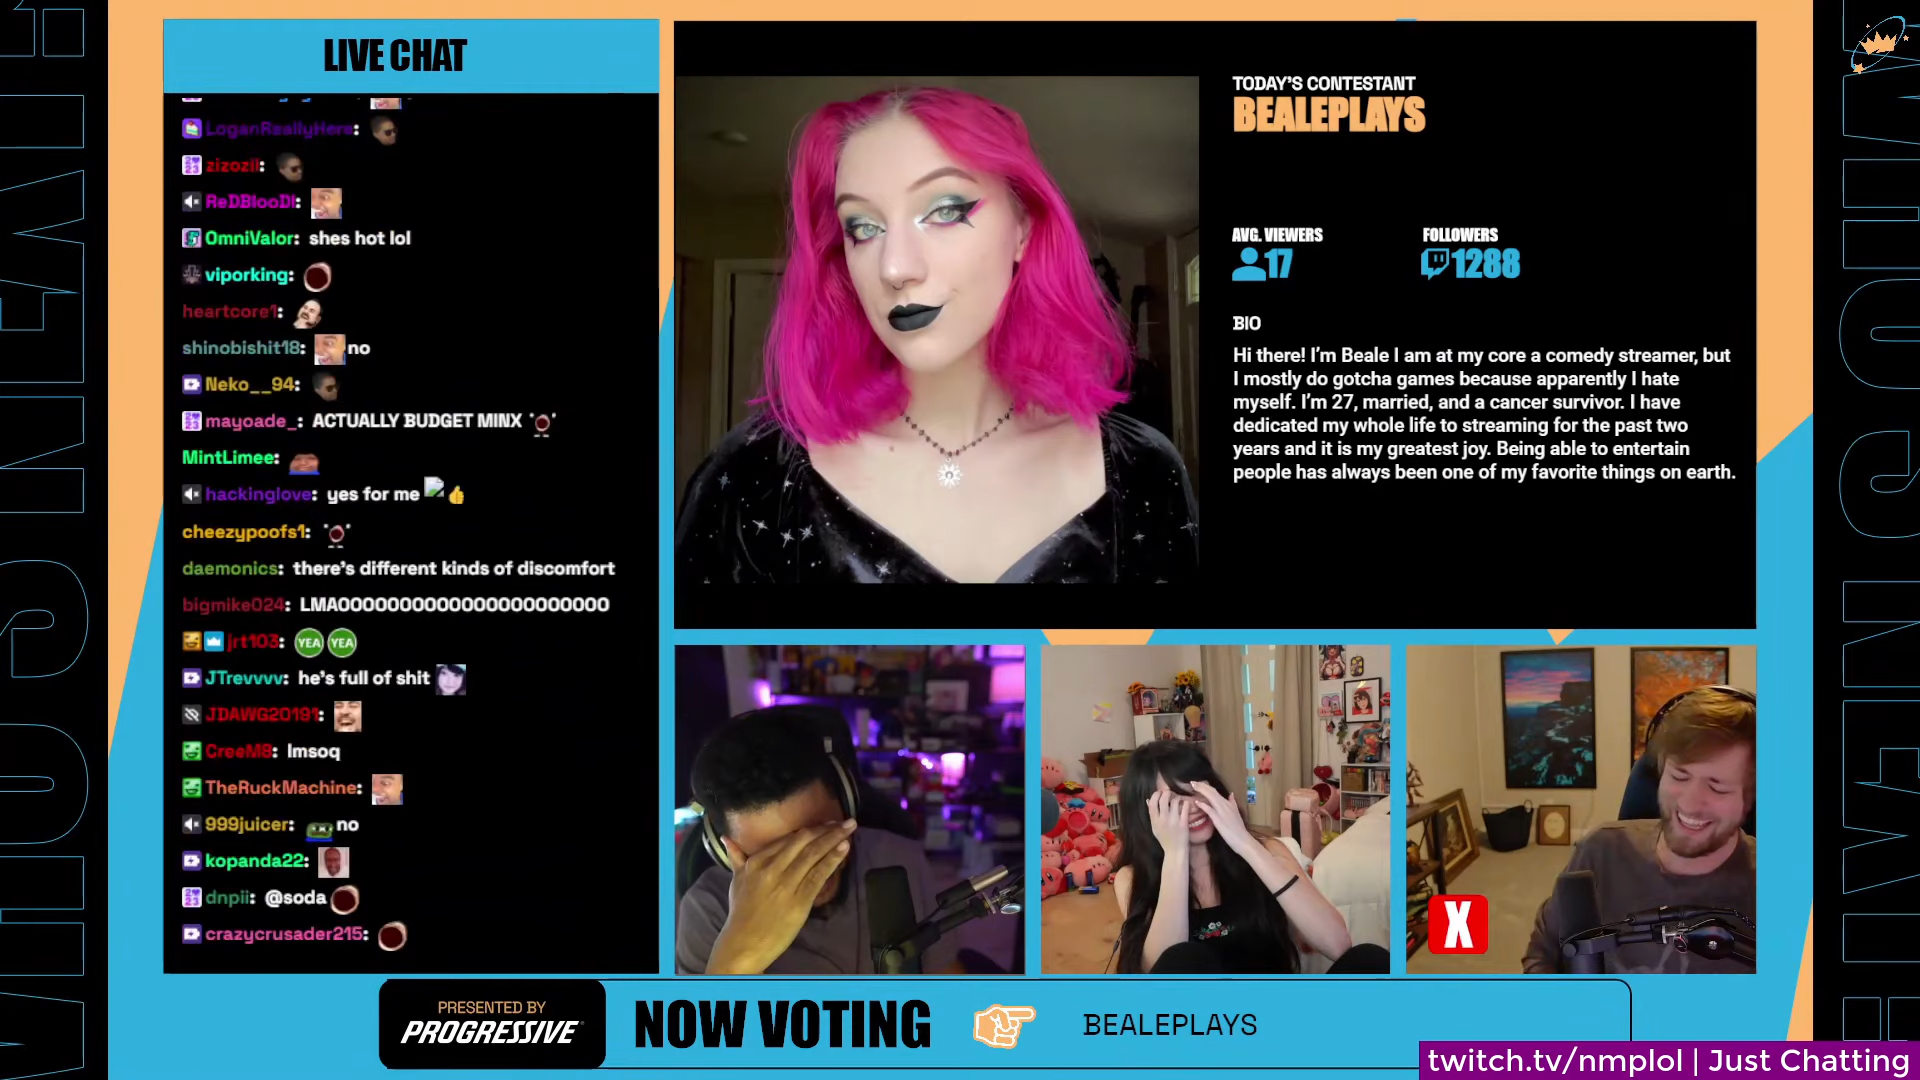 LIVE CHAT
LoganReallyHere:
zizozil:
ReDBlooDl:
OmniValor: shes hot lol
viporking:
heartcore1:
shinobishit18: no
Neko__94:
mayoade_: ACTUALLY BUDGET MINX
MintLimee:
hackinglove: yes for me
cheezypoofs1:
daemonics: there's different kinds of discomfort
bigmike024: LMAOOOOOOOOOOOOOOOOOOOOOO
jrt103: YEA YEA
JTrevvvv: he's full of shit
JDAWG20191:
CreeM8: lmsoq
TheRuckMachine:
999juicer: no
kopanda22:
dnpii: @soda
crazycrusader215:
TODAY'S CONTESTANT
BEALEPLAYS
AVG. VIEWERS
17
FOLLOWERS
1288
BIO
Hi there! I'm Beale I am at my core a comedy streamer, but
I mostly do gotcha games because apparently I hate
myself. I'm 27, married, and a cancer survivor. I have
dedicated my whole life to streaming for the past two
years and it is my greatest joy. Being able to entertain
people has always been one of my favorite things on earth.
X
PRESENTED BY
PROGRESSIVE
NOW VOTING
BEALEPLAYS
twitch.tv/nmplol | Just Chatting